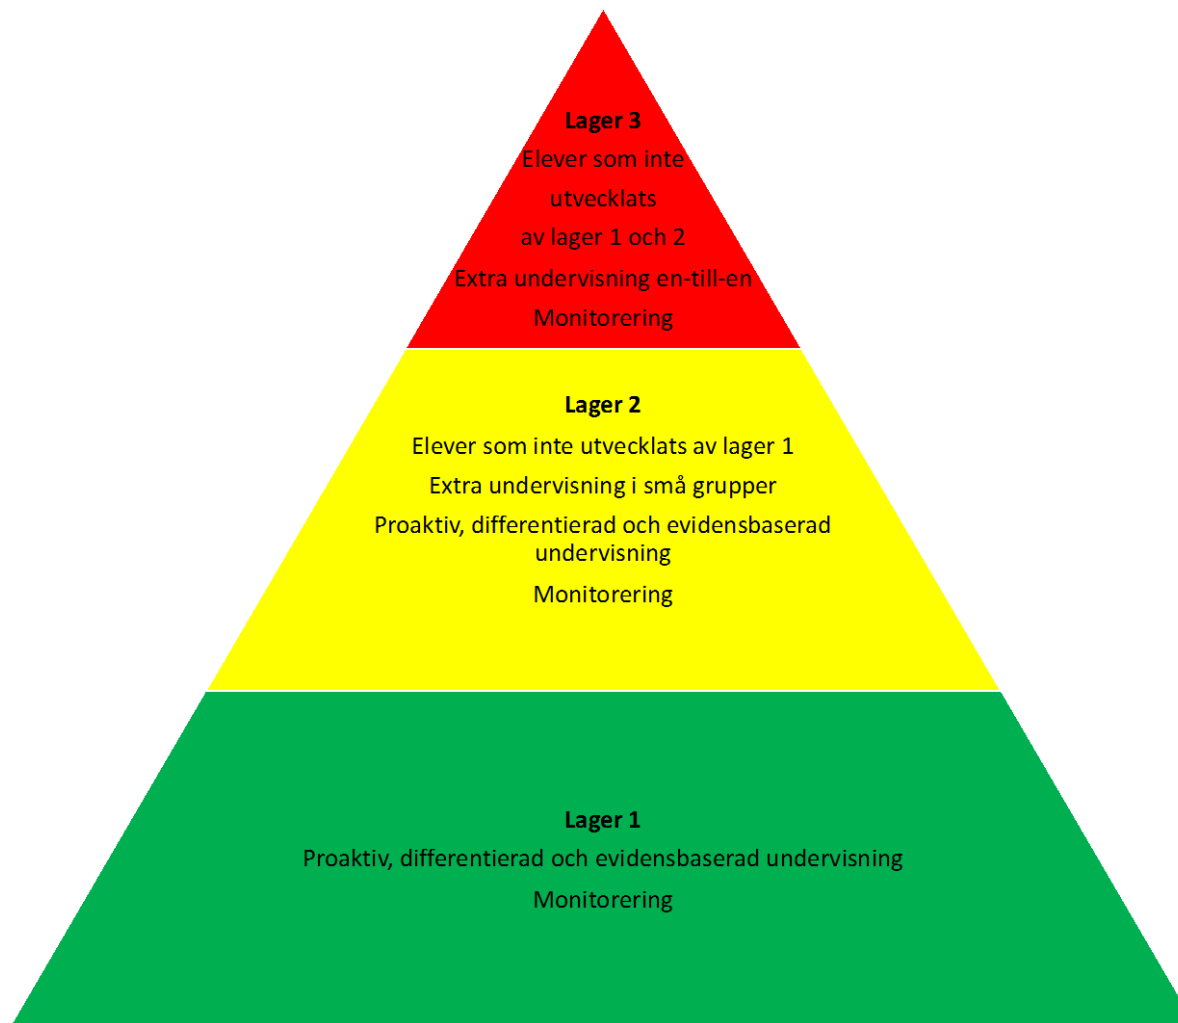 Lager 3
Elever som inte
utvecklats
av lager 1 och 2
Extra undervisning en-till-en
Monitorering
Lager 2
Elever som inte utvecklats av lager 1
Extra undervisning i små grupper
Proaktiv, differentierad och evidensbaserad
undervisning
Monitorering
Lager 1
Proaktiv, differentierad och evidensbaserad undervisning
Monitorering